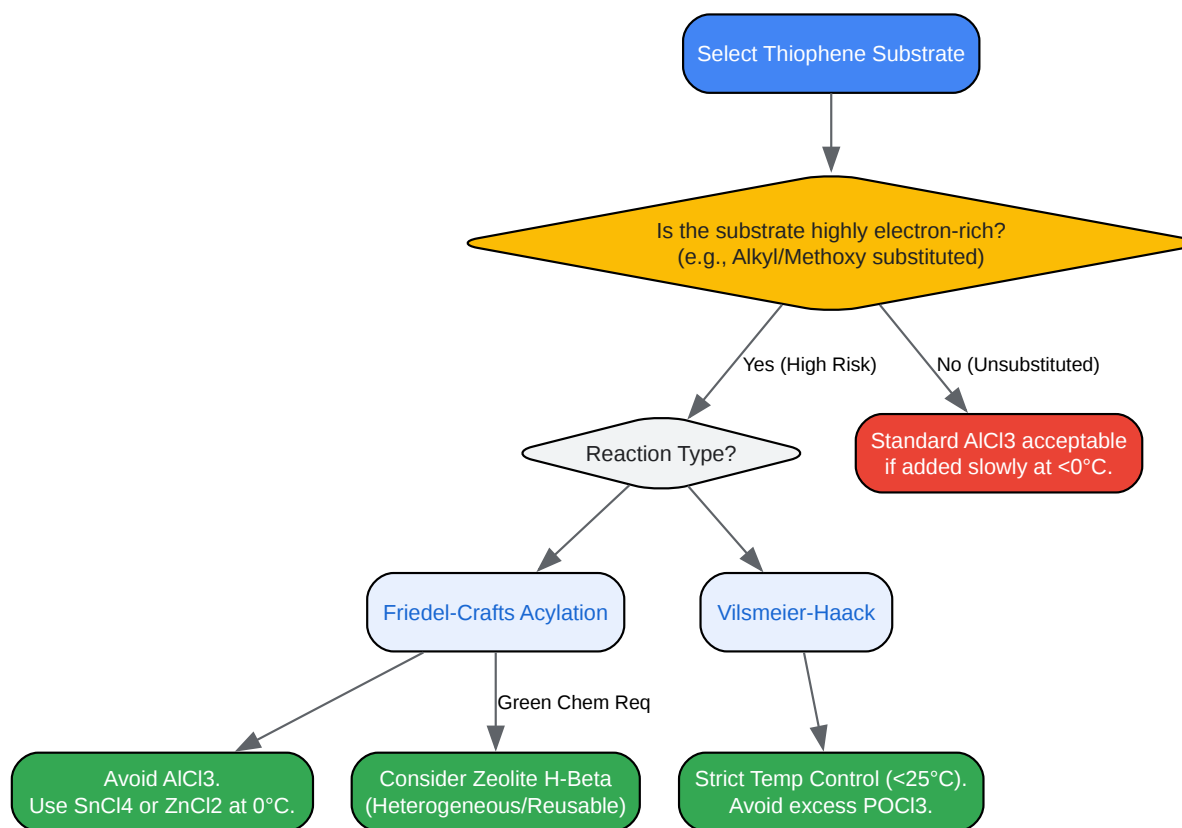 Select Thiophene Substrate
Is the substrate highly electron-rich?
(e.g., Alkyl/Methoxy substituted)
Yes (High Risk)
No (Unsubstituted)
Reaction Type?
Standard AlCl3 acceptable
if added slowly at <0°C.
Friedel-Crafts Acylation
Vilsmeier-Haack
Green Chem Req
Avoid AlCl3.
Use SnCl4 or ZnCl2 at 0°C.
Consider Zeolite H-Beta
(Heterogeneous/Reusable)
Strict Temp Control (<25°C).
Avoid excess POCl3.